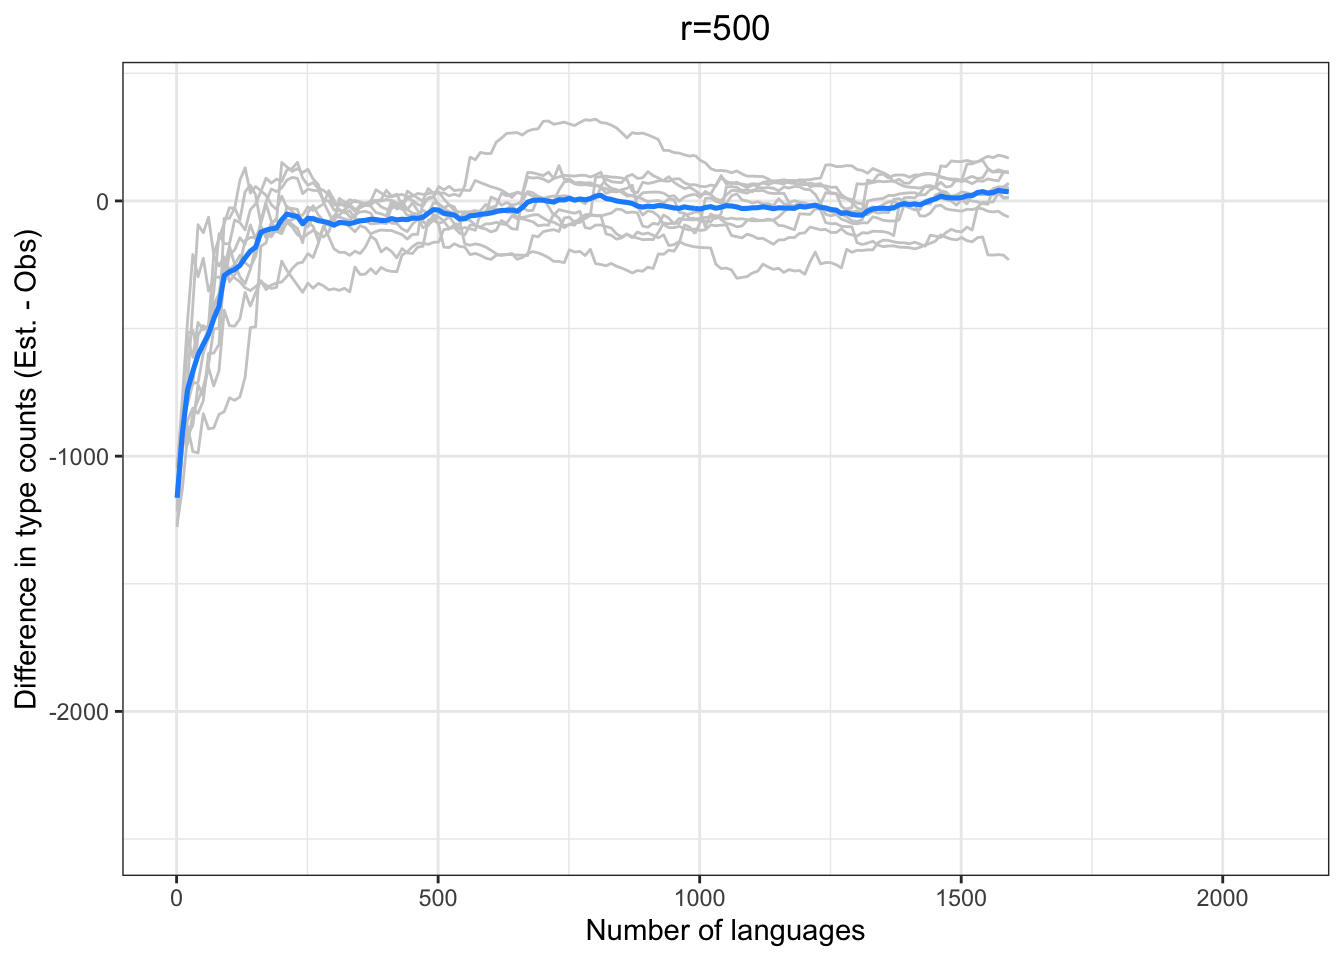 r=500
Difference in type counts (Est. - Obs)
0
-1000
-2000
0 500 1000 1500 2000
Number of languages